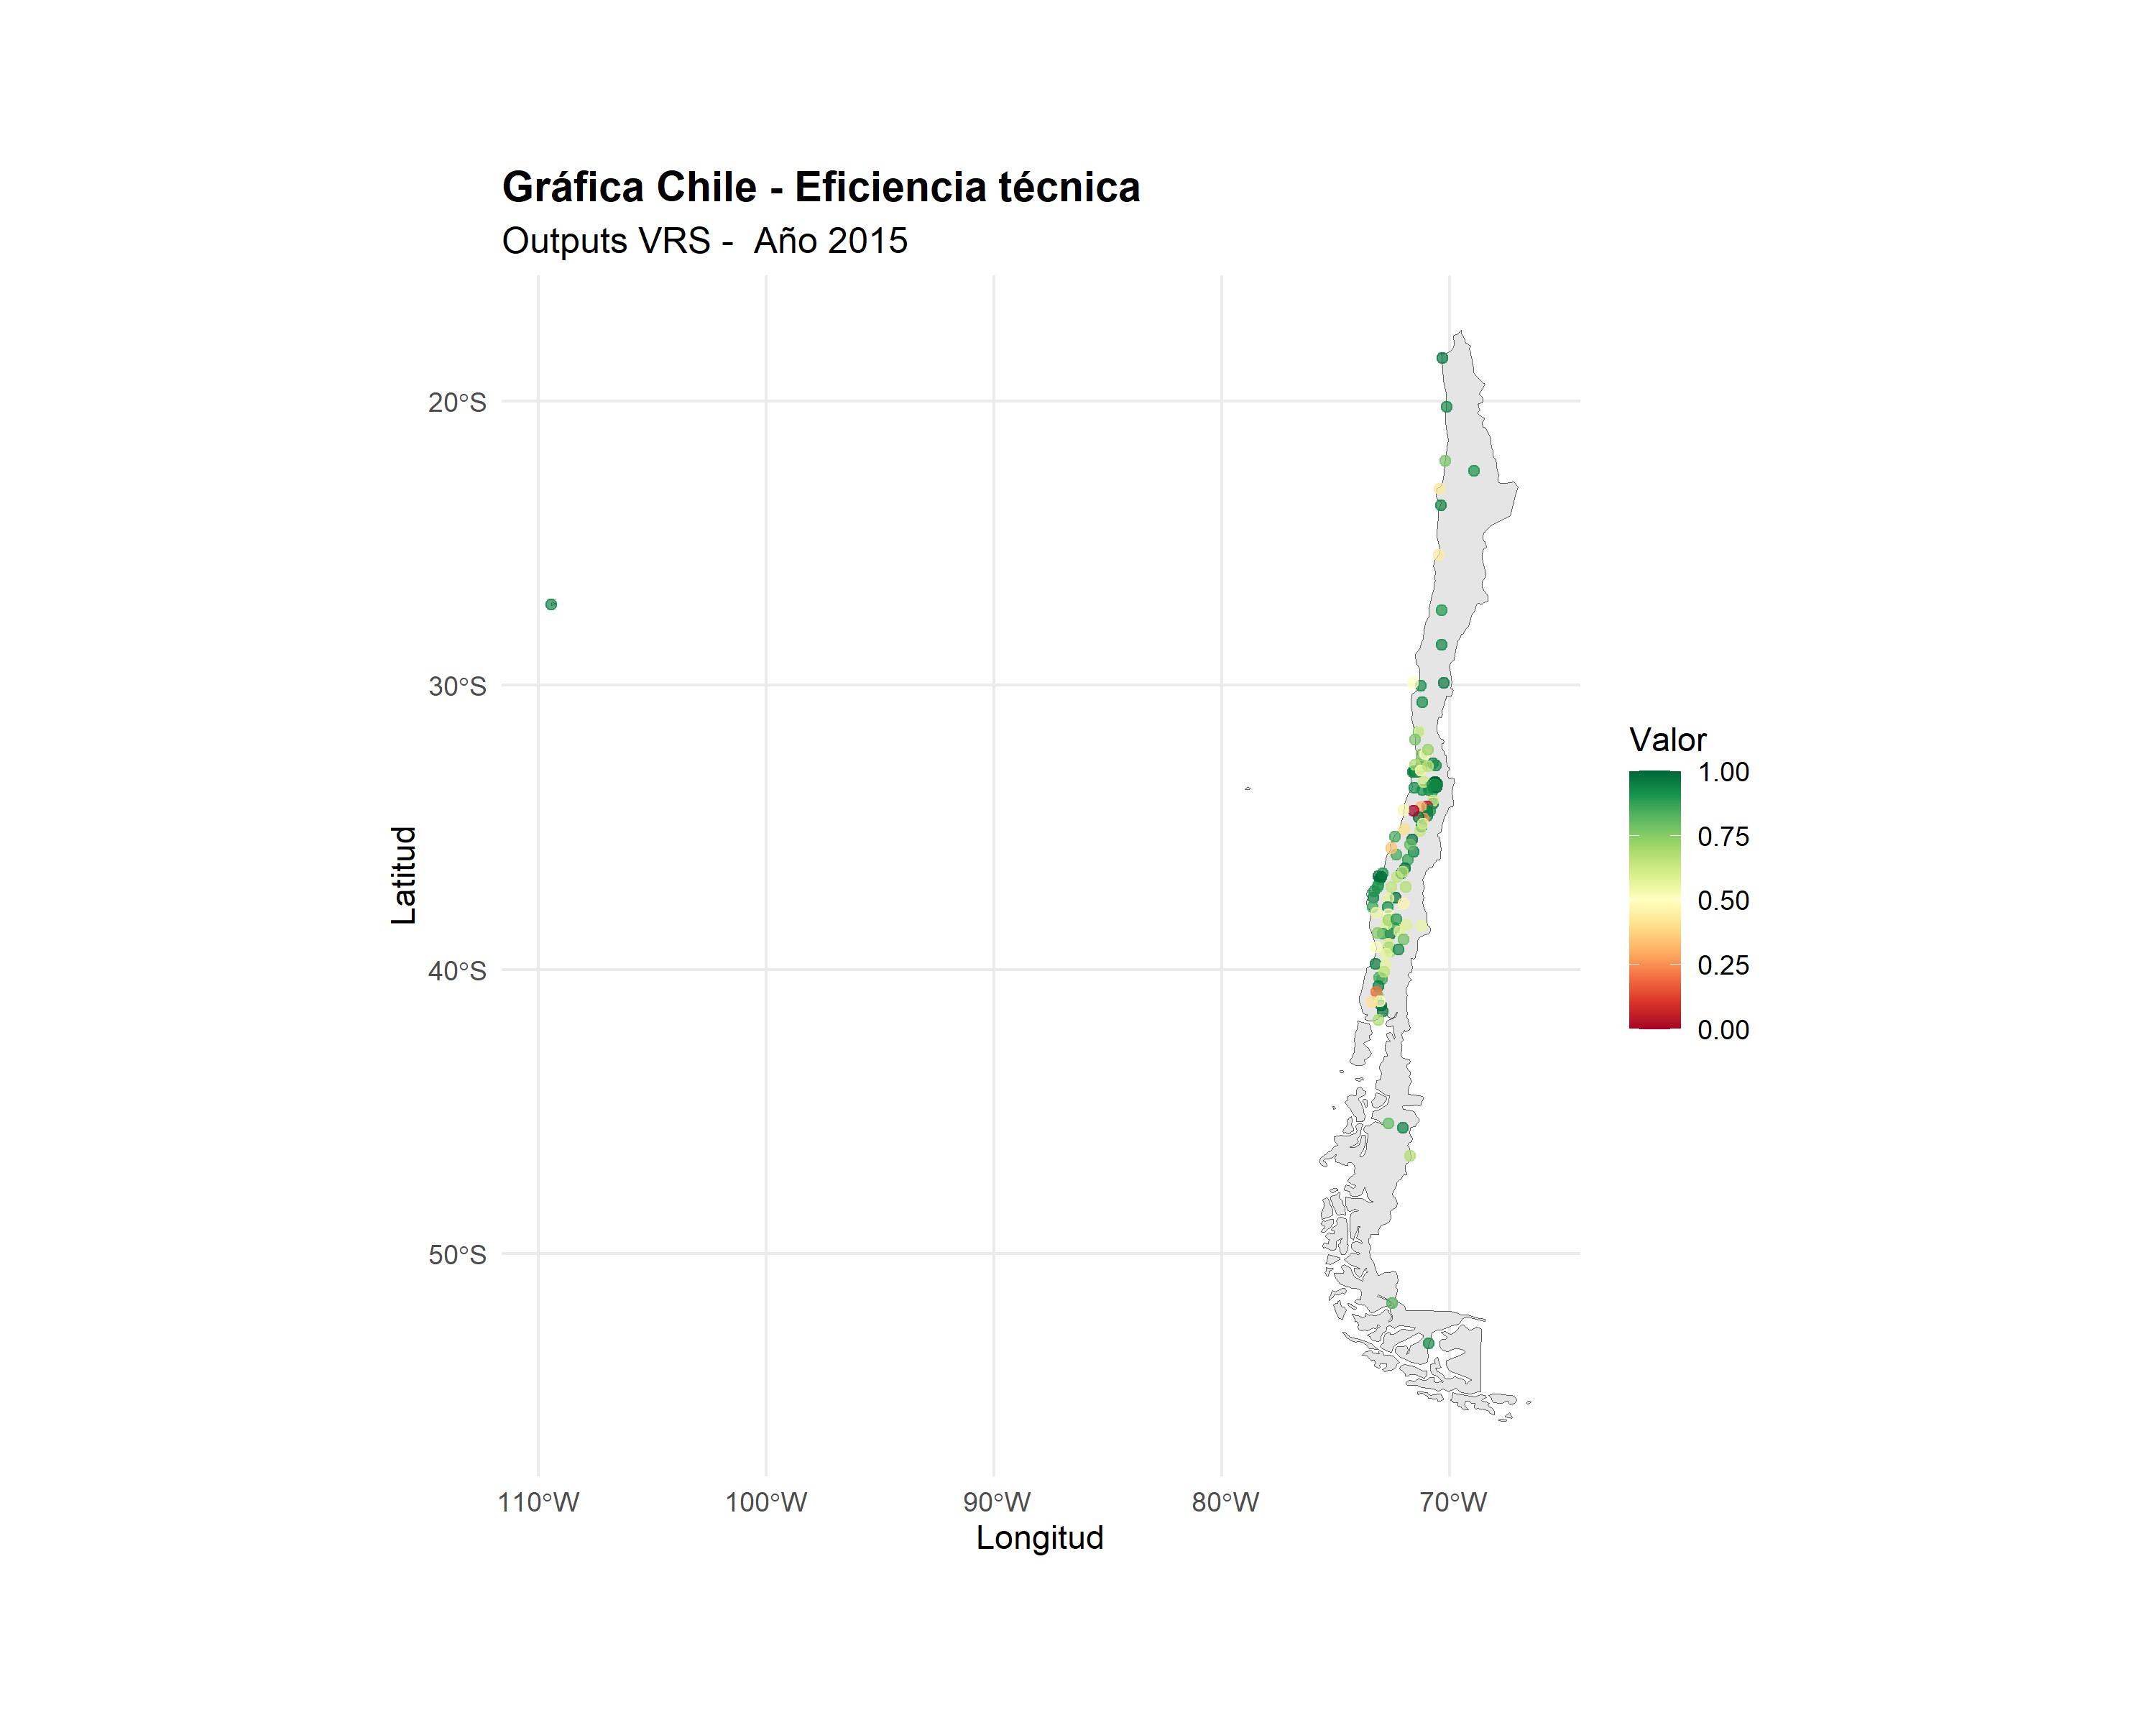 Gráfica Chile - Eficiencia técnica
Outputs VRS -  Año 2015
20°S
30°S
40°S
50°S
Latitud
110°W
100°W
90°W
80°W
70°W
Longitud
Valor
1.00
0.75
0.50
0.25
0.00